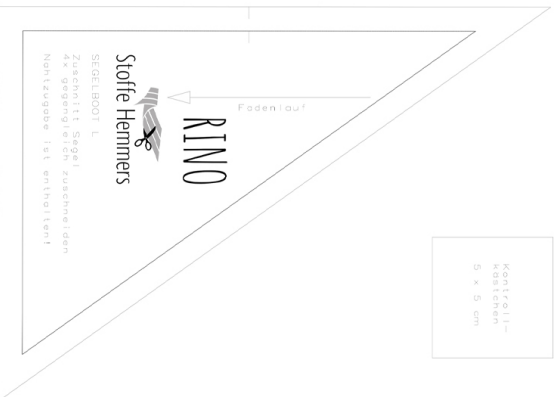 RINO
Stoffe Hemmers
SEGELBOOT L
Zuschnitt Segel
4x gegengleich zuschneiden
Nahtzugabe ist enthalten!
Fadenlauf
Kontroll-
kästchen
5 x 5 cm